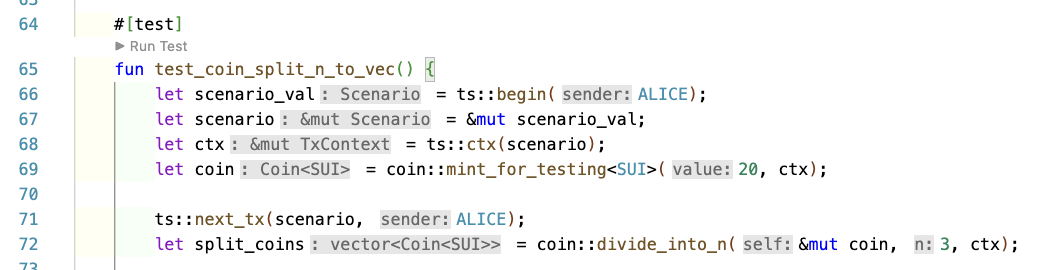 64 #[test]
▶ Run Test
65 fun test_coin_split_n_to_vec() {
66 let scenario_val: Scenario = ts::begin(sender: ALICE);
67 let scenario: &mut Scenario = &mut scenario_val;
68 let ctx: &mut TxContext = ts::ctx(scenario);
69 let coin: Coin<SUI> = coin::mint_for_testing<SUI>(value: 20, ctx);
70
71 ts::next_tx(scenario, sender: ALICE);
72 let split_coins: vector<Coin<SUI>> = coin::divide_into_n(self: &mut coin, n: 3, ctx);